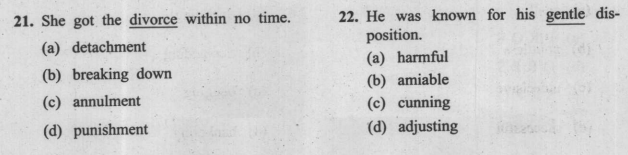 21. She got the divorce within no time.
(a) detachment
(b) breaking down
(c) annulment
(d) punishment
22. He was known for his gentle dis-
position.
(a) harmful
(b) amiable
(c) cunning
(d) adjusting